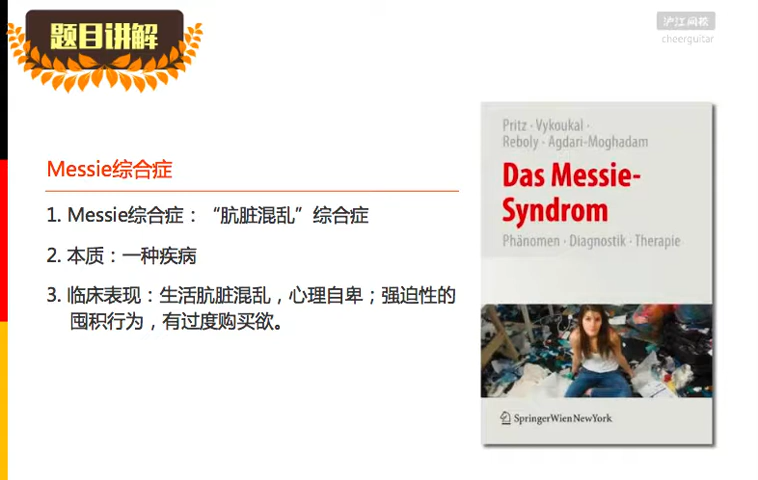 题目讲解
沪江网校
cheerguitar
Messie综合症
1. Messie综合症：“肮脏混乱”综合症
2. 本质：一种疾病
3. 临床表现：生活肮脏混乱，心理自卑；强迫性的
囤积行为，有过度购买欲。
Pritz · Vykoukal ·
Reboly · Agdari-Moghadam
Das Messie-
Syndrom
Phänomen · Diagnostik · Therapie
SpringerWienNewYork